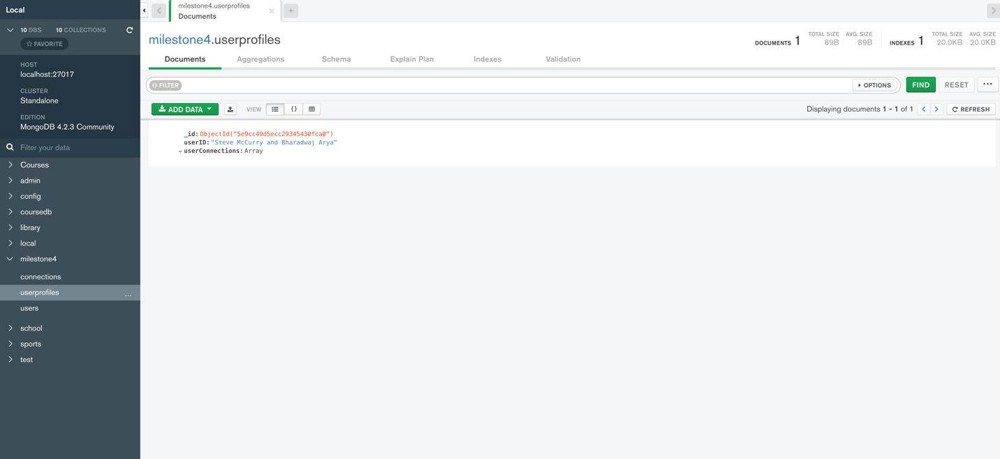 Local
10 DBS 10 COLLECTIONS
FAVORITE
HOST
localhost:27017
CLUSTER
Standalone
EDITION
MongoDB 4.2.3 Community
Filter your data
Courses
admin
config
coursedb
library
local
milestone4
connections
userprofiles ...
users
school
sports
test
milestone4.userprofiles
Documents
milestone4.userprofiles
DOCUMENTS 1 TOTAL SIZE 89B AVG. SIZE 89B INDEXES 1 TOTAL SIZE 20.0KB AVG. SIZE 20.0KB
Documents Aggregations Schema Explain Plan Indexes Validation
FILTER OPTIONS FIND RESET ...
ADD DATA VIEW {} Displaying documents 1 - 1 of 1 REFRESH
_id: ObjectId("5e9cc49d5ecc29345430fca0")
userID: "Steve McCurry and Bharadwaj Arya"
userConnections: Array